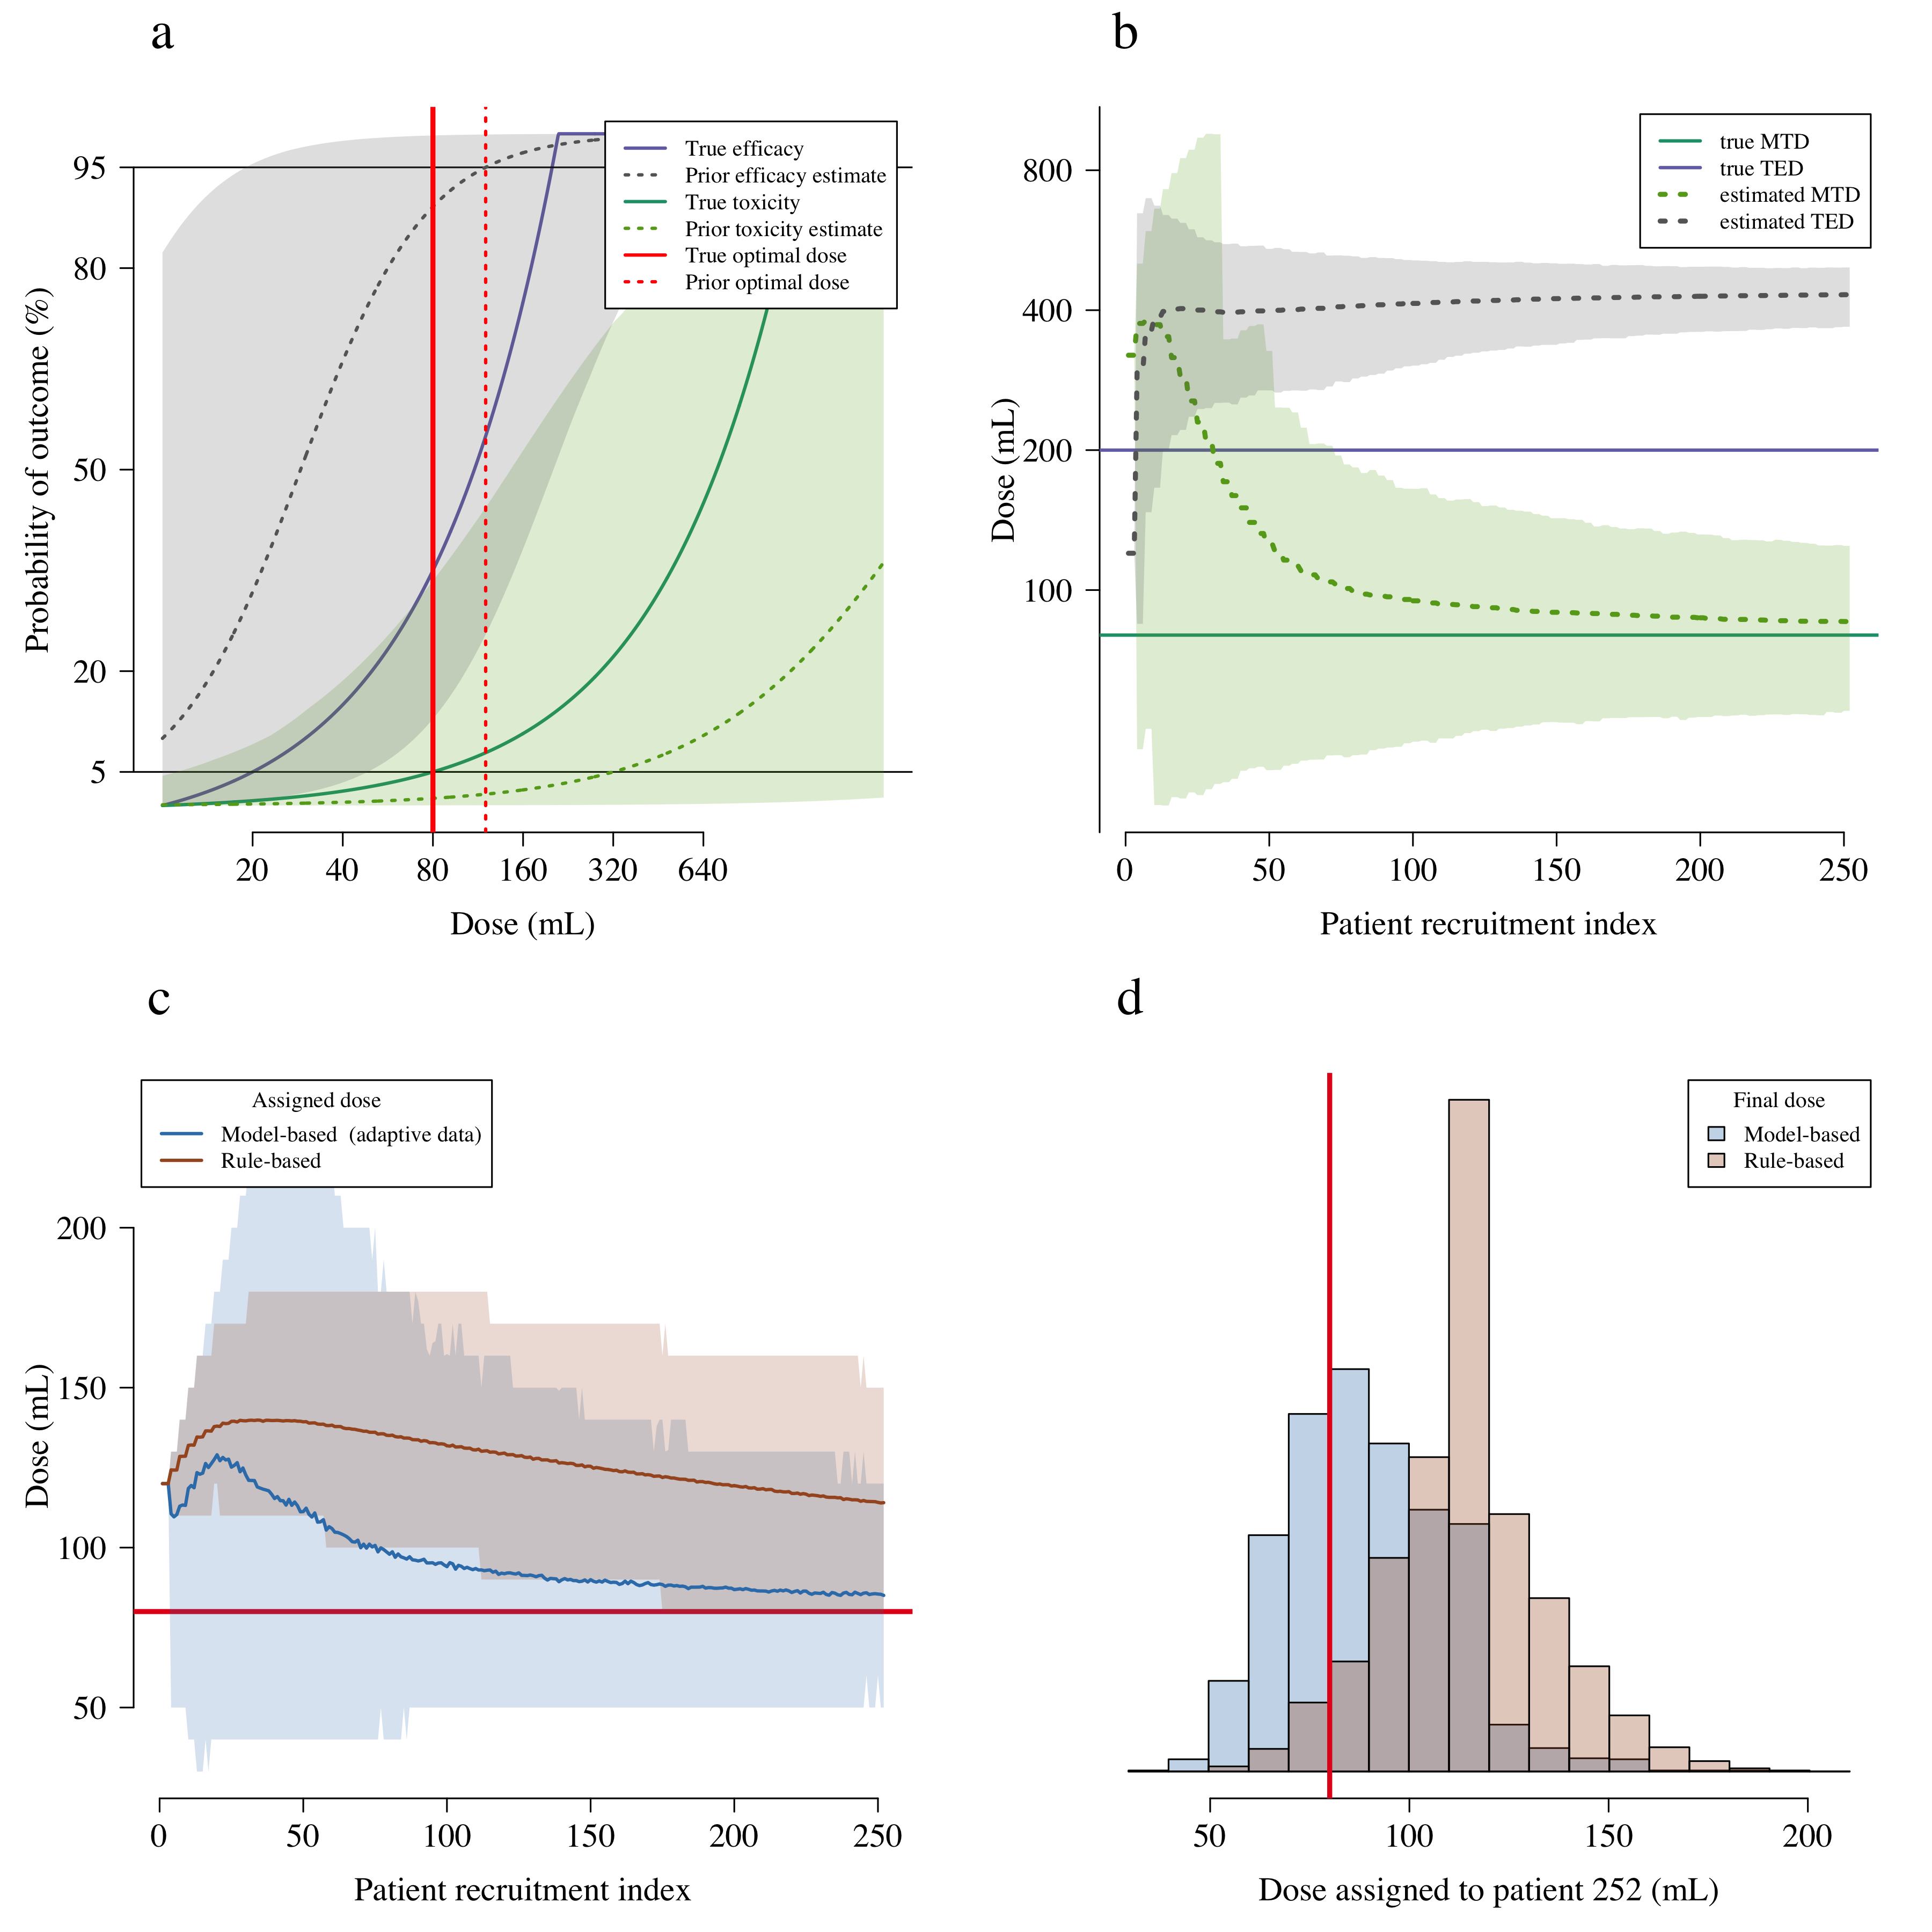 a
95
80
50
20
5
Probability of outcome (%)
True efficacy
Prior efficacy estimate
True toxicity
Prior toxicity estimate
True optimal dose
Prior optimal dose
20 40 80 160 320 640
Dose (mL)
b
800
400
200
100
Dose (mL)
true MTD
true TED
estimated MTD
estimated TED
0 50 100 150 200 250
Patient recruitment index
c
Assigned dose
Model-based (adaptive data)
Rule-based
200
150
100
50
Dose (mL)
0 50 100 150 200 250
Patient recruitment index
d
Final dose
Model-based
Rule-based
50 100 150 200
Dose assigned to patient 252 (mL)